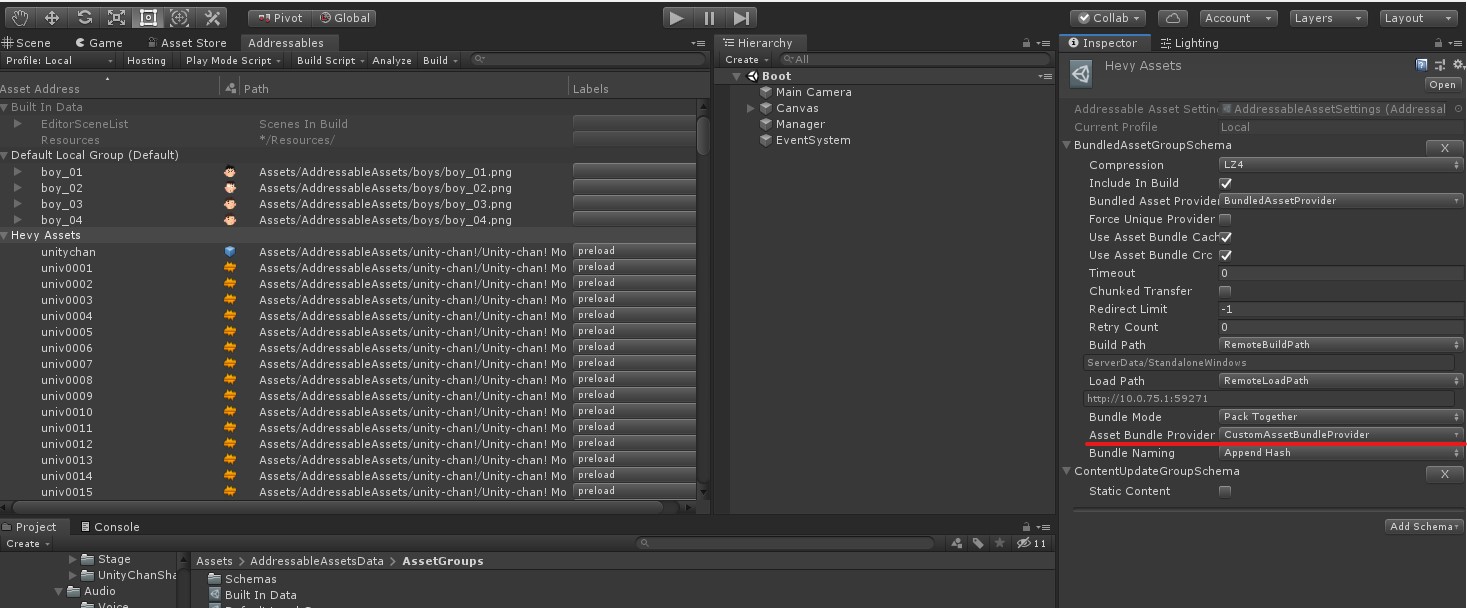 Pivot Global Collab Account Layers Layout
Scene Game Asset Store Addressables
Profile: Local Hosting Play Mode Script Build Script Analyze Build
Asset Address Path Labels
Built In Data
EditorSceneList Scenes In Build
Resources */Resources/
Default Local Group (Default)
boy_01 Assets/AddressableAssets/boys/boy_01.png
boy_02 Assets/AddressableAssets/boys/boy_02.png
boy_03 Assets/AddressableAssets/boys/boy_03.png
boy_04 Assets/AddressableAssets/boys/boy_04.png
Hevy Assets
unitychan Assets/AddressableAssets/unity-chan!/Unity-chan! Mo preload
univ0001 Assets/AddressableAssets/unity-chan!/Unity-chan! Mo preload
univ0002 Assets/AddressableAssets/unity-chan!/Unity-chan! Mo preload
univ0003 Assets/AddressableAssets/unity-chan!/Unity-chan! Mo preload
univ0004 Assets/AddressableAssets/unity-chan!/Unity-chan! Mo preload
univ0005 Assets/AddressableAssets/unity-chan!/Unity-chan! Mo preload
univ0006 Assets/AddressableAssets/unity-chan!/Unity-chan! Mo preload
univ0007 Assets/AddressableAssets/unity-chan!/Unity-chan! Mo preload
univ0008 Assets/AddressableAssets/unity-chan!/Unity-chan! Mo preload
univ0009 Assets/AddressableAssets/unity-chan!/Unity-chan! Mo preload
univ0010 Assets/AddressableAssets/unity-chan!/Unity-chan! Mo preload
univ0011 Assets/AddressableAssets/unity-chan!/Unity-chan! Mo preload
univ0012 Assets/AddressableAssets/unity-chan!/Unity-chan! Mo preload
univ0013 Assets/AddressableAssets/unity-chan!/Unity-chan! Mo preload
univ0014 Assets/AddressableAssets/unity-chan!/Unity-chan! Mo preload
univ0015 Assets/AddressableAssets/unity-chan!/Unity-chan! Mo preload
Hierarchy
Create All
Boot
Main Camera
Canvas
Manager
EventSystem
Inspector Lighting
Hevy Assets
Open
Addressable Asset Settin AddressableAssetSettings (Addressal
Current Profile Local
BundledAssetGroupSchema X
Compression LZ4
Include In Build
Bundled Asset Provider BundledAssetProvider
Force Unique Provider
Use Asset Bundle Cach
Use Asset Bundle Crc
Timeout 0
Chunked Transfer
Redirect Limit -1
Retry Count 0
Build Path RemoteBuildPath
ServerData/StandaloneWindows
Load Path RemoteLoadPath
http://10.0.75.1:59271
Bundle Mode Pack Together
Asset Bundle Provider CustomAssetBundleProvider
Bundle Naming Append Hash
ContentUpdateGroupSchema X
Static Content
Add Schema
Project Console
Create 11
Stage
UnityChanSha
Audio
Voice
Assets > AddressableAssetsData > AssetGroups
Schemas
Built In Data